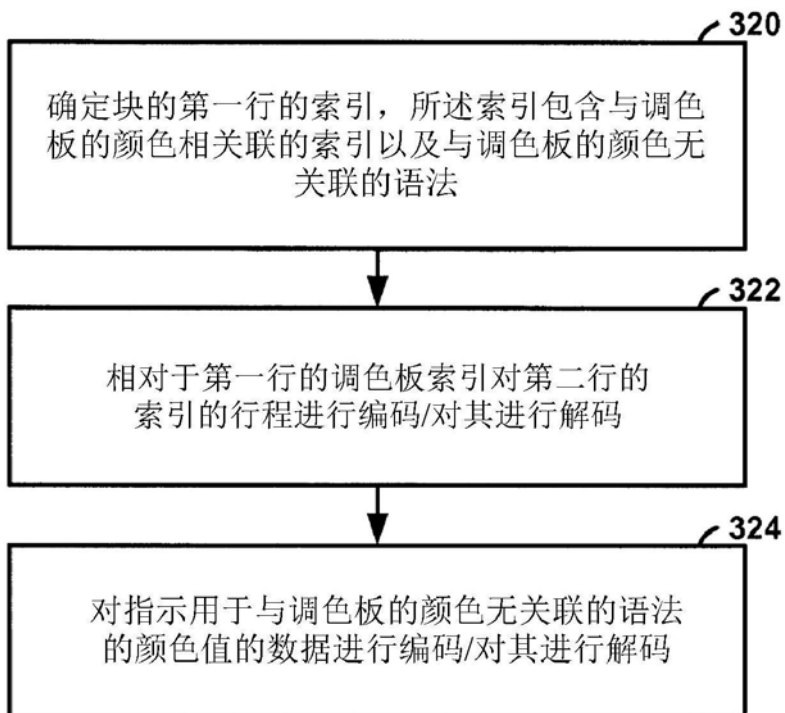 320
确定块的第一行的索引，所述索引包含与调色
板的颜色相关联的索引以及与调色板的颜色无
关联的语法
322
相对于第一行的调色板索引对第二行的
索引的行程进行编码/对其进行解码
324
对指示用于与调色板的颜色无关联的语法
的颜色值的数据进行编码/对其进行解码